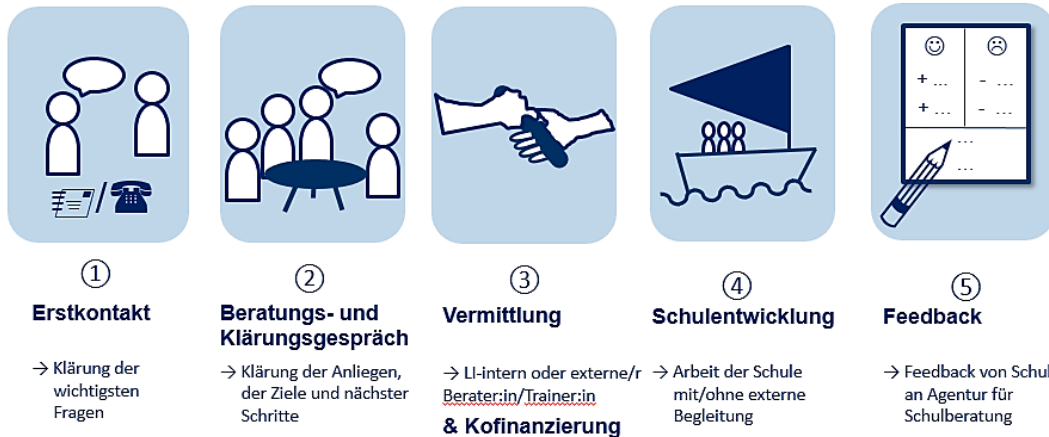 + ...
- ...
+ ...
- ...
...
...
①
Erstkontakt
→ Klärung der
wichtigsten
Fragen
②
Beratungs- und
Klärungsgespräch
→ Klärung der Anliegen,
der Ziele und nächster
Schritte
③
Vermittlung
→ LI-intern oder externe/r
Berater:in/Trainer:in
& Kofinanzierung
④
Schulentwicklung
→ Arbeit der Schule
mit/ohne externe
Begleitung
⑤
Feedback
→ Feedback von Schul
an Agentur für
Schulberatung